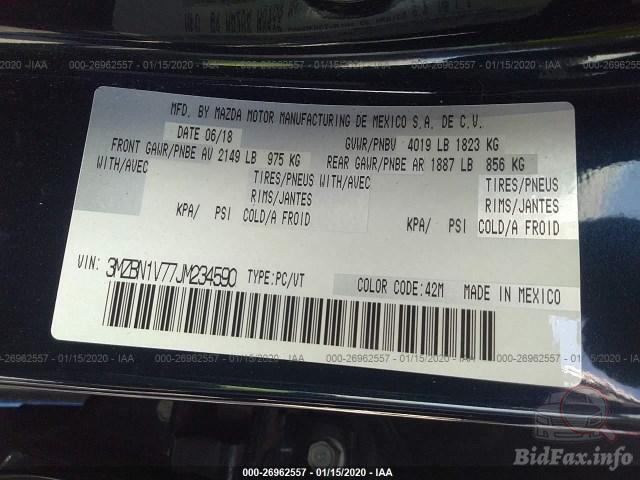 000-26962557 - 01/15/2020 - IAA
MFD. BY MAZDA MOTOR MANUFACTURING DE MEXICO S.A. DE C.V.
DATE 06/18 GVWR/PNBV 4019 LB 1823 KG
FRONT GAWR/PNBE AV 2149 LB 975 KG REAR GAWR/PNBE AR 1887 LB 856 KG
WITH/AVEC TIRES/PNEUS WITH/AVEC TIRES/PNEUS
RIMS/JANTES RIMS/JANTES
KPA/ PSI COLD/A FROID KPA/ PSI COLD/A FROID
VIN: 3MZBN1V77JM234590 TYPE:PC/VT COLOR CODE:42M MADE IN MEXICO
000-26962557 - 01/15/2020 - IAA
000-26962557 - 01/15/2020 - IAA
BidFax.info